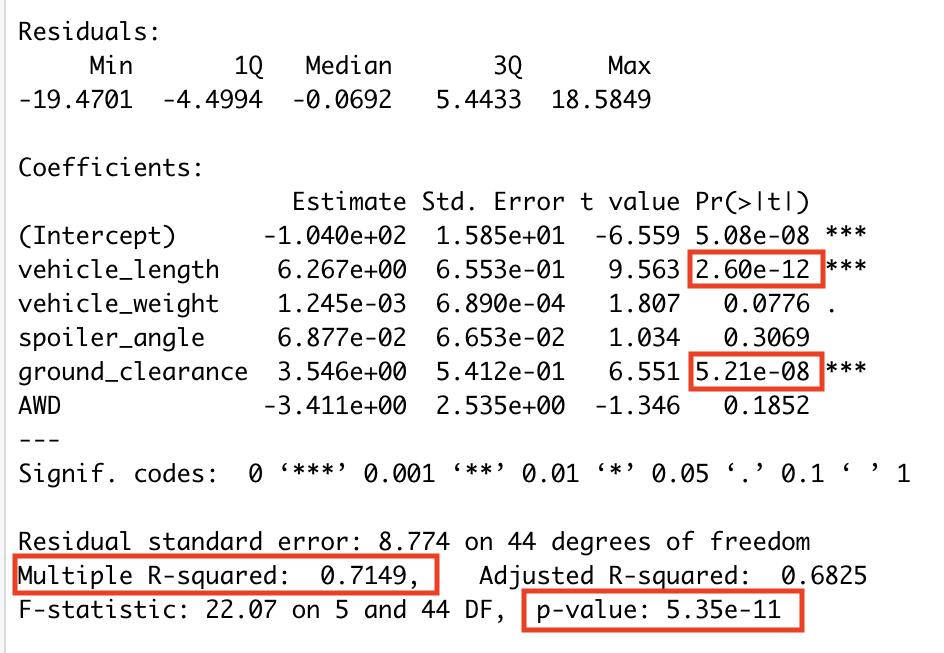 Residuals:
     Min       1Q   Median       3Q      Max
-19.4701  -4.4994  -0.0692   5.4433  18.5849
Coefficients:
                   Estimate Std. Error t value Pr(>|t|)
(Intercept)      -1.040e+02  1.585e+01  -6.559 5.08e-08 ***
vehicle_length    6.267e+00  6.553e-01   9.563 2.60e-12 ***
vehicle_weight    1.245e-03  6.890e-04   1.807   0.0776 .
spoiler_angle     6.877e-02  6.653e-02   1.034   0.3069
ground_clearance  3.546e+00  5.412e-01   6.551 5.21e-08 ***
AWD              -3.411e+00  2.535e+00  -1.346   0.1852
---
Signif. codes:  0 ‘***’ 0.001 ‘**’ 0.01 ‘*’ 0.05 ‘.’ 0.1 ‘ ’ 1
Residual standard error: 8.774 on 44 degrees of freedom
Multiple R-squared:  0.7149,	Adjusted R-squared:  0.6825
F-statistic: 22.07 on 5 and 44 DF,  p-value: 5.35e-11